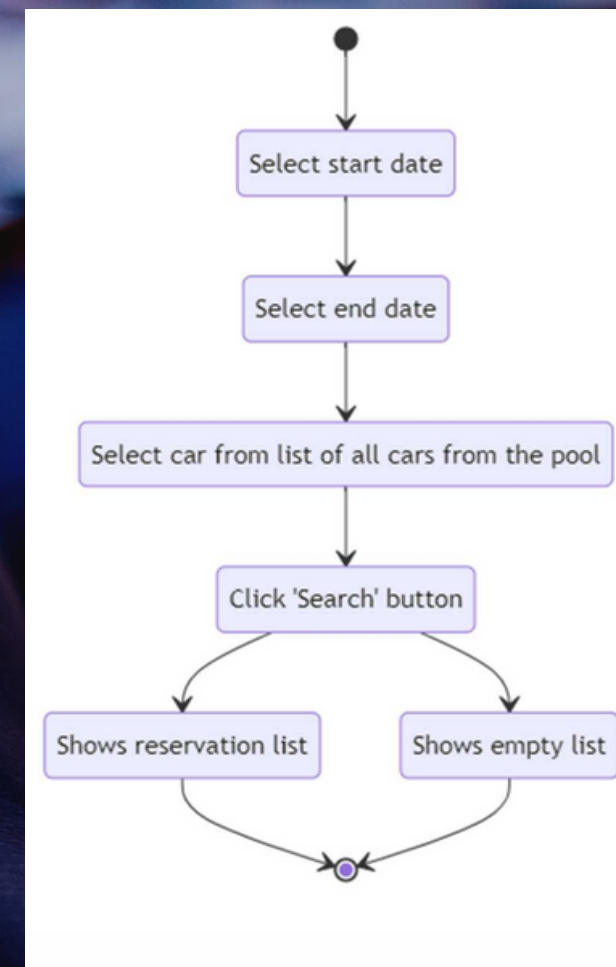 Select start date
Select end date
Select car from list of all cars from the pool
Click 'Search' button
Shows reservation list
Shows empty list